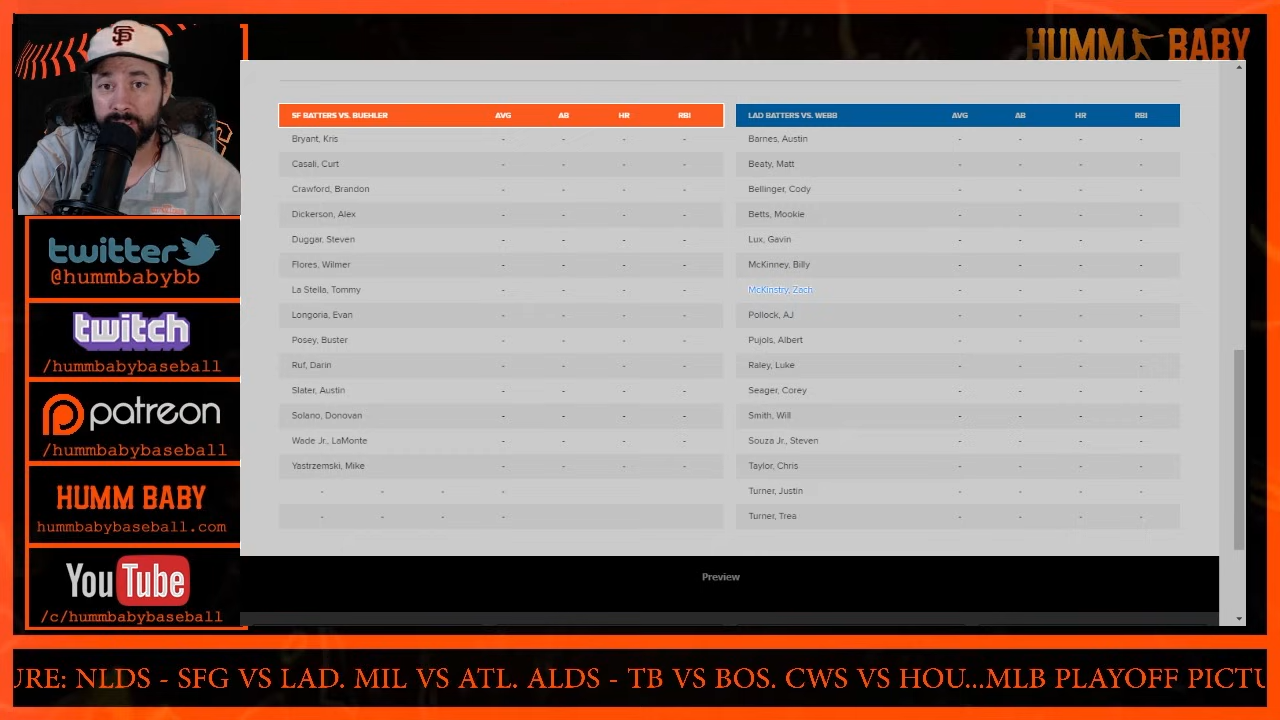 SF
HUMM BABY
SF BATTERS VS. BUEHLER AVG AB HR RBI
Bryant, Kris - - - -
Casali, Curt - - - -
Crawford, Brandon - - - -
Dickerson, Alex - - - -
Duggar, Steven - - - -
Flores, Wilmer - - - -
La Stella, Tommy - - - -
Longoria, Evan - - - -
Posey, Buster - - - -
Ruf, Darin - - - -
Slater, Austin - - - -
Solano, Donovan - - - -
Wade Jr., LaMonte - - - -
Yastrzemski, Mike - - - -
- - - -
- - - -
LAD BATTERS VS. WEBB AVG AB HR RBI
Barnes, Austin - - - -
Beaty, Matt - - - -
Bellinger, Cody - - - -
Betts, Mookie - - - -
Lux, Gavin - - - -
McKinney, Billy - - - -
McKinstry, Zach - - - -
Pollock, AJ - - - -
Pujols, Albert - - - -
Raley, Luke - - - -
Seager, Corey - - - -
Smith, Will - - - -
Souza Jr., Steven - - - -
Taylor, Chris - - - -
Turner, Justin - - - -
Turner, Trea - - - -
Preview
twitter
@hummbabybb
twitch
/hummbabybaseball
patreon
/hummbabybaseball
HUMM BABY
hummbabybaseball.com
YouTube
/c/hummbabybaseball
URE: NLDS - SFG VS LAD. MIL VS ATL. ALDS - TB VS BOS. CWS VS HOU...MLB PLAYOFF PICTU